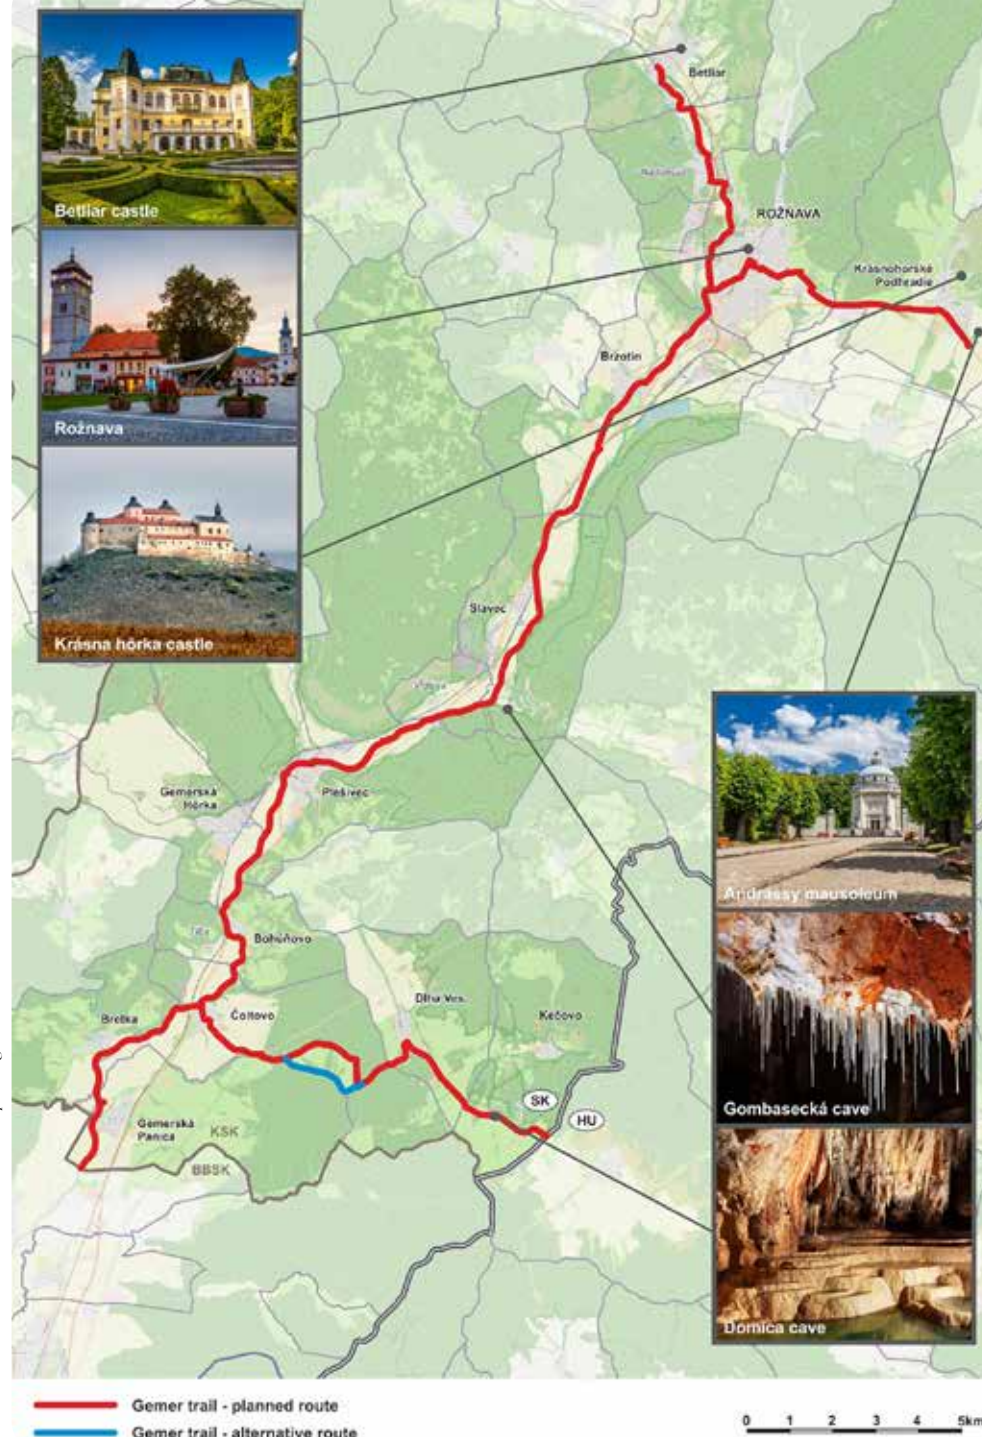 Betliar castle
Rožnava
Krásna hôrka castle
Betliar
ROŽNAVA
Krásnohorské
Podhradie
Brzotín
Slavec
Gemerská
Hôrka
Plešivec
Bohúňovo
Bretka
Čoltovo
Dlhá Ves
Kečovo
SK
HU
Gemerská
Panica
KSK
BBSK
Andrássy mausoleum
Gombasecká cave
Domica cave
Gemer trail - planned route
Gemer trail - alternative route
0 1 2 3 4 5km